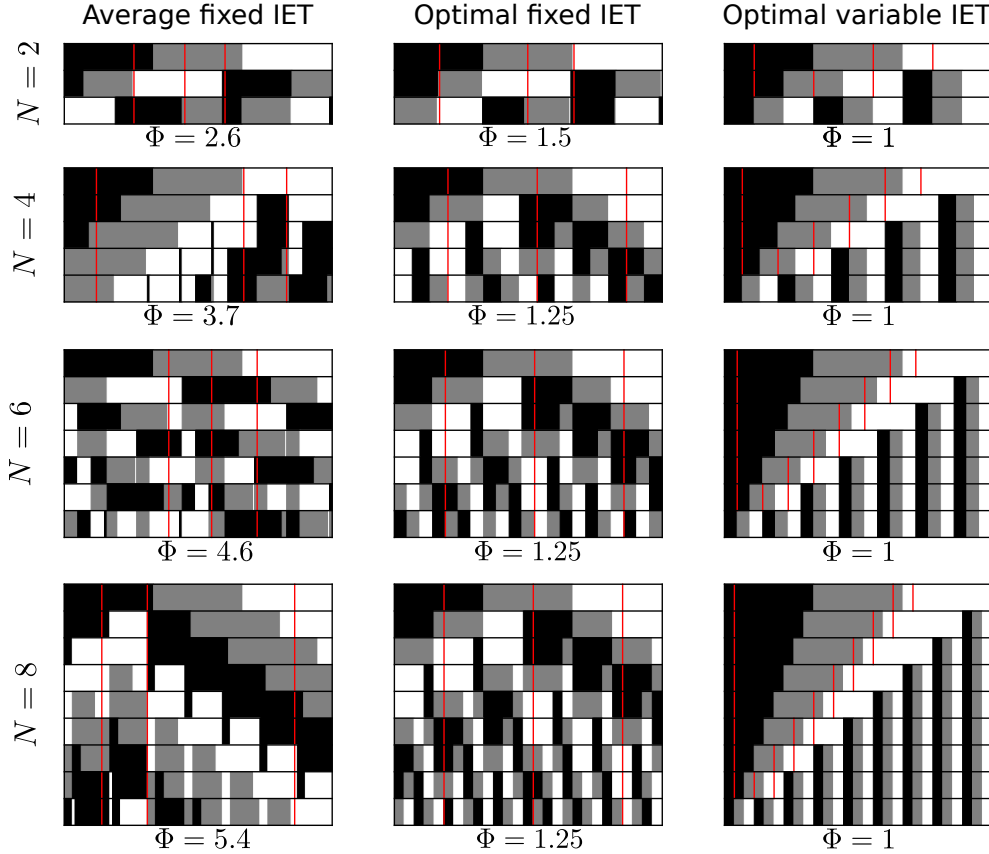 Average fixed IET Optimal fixed IET Optimal variable IET
N = 2
Φ = 2.6 Φ = 1.5 Φ = 1
N = 4
Φ = 3.7 Φ = 1.25 Φ = 1
N = 6
Φ = 4.6 Φ = 1.25 Φ = 1
N = 8
Φ = 5.4 Φ = 1.25 Φ = 1